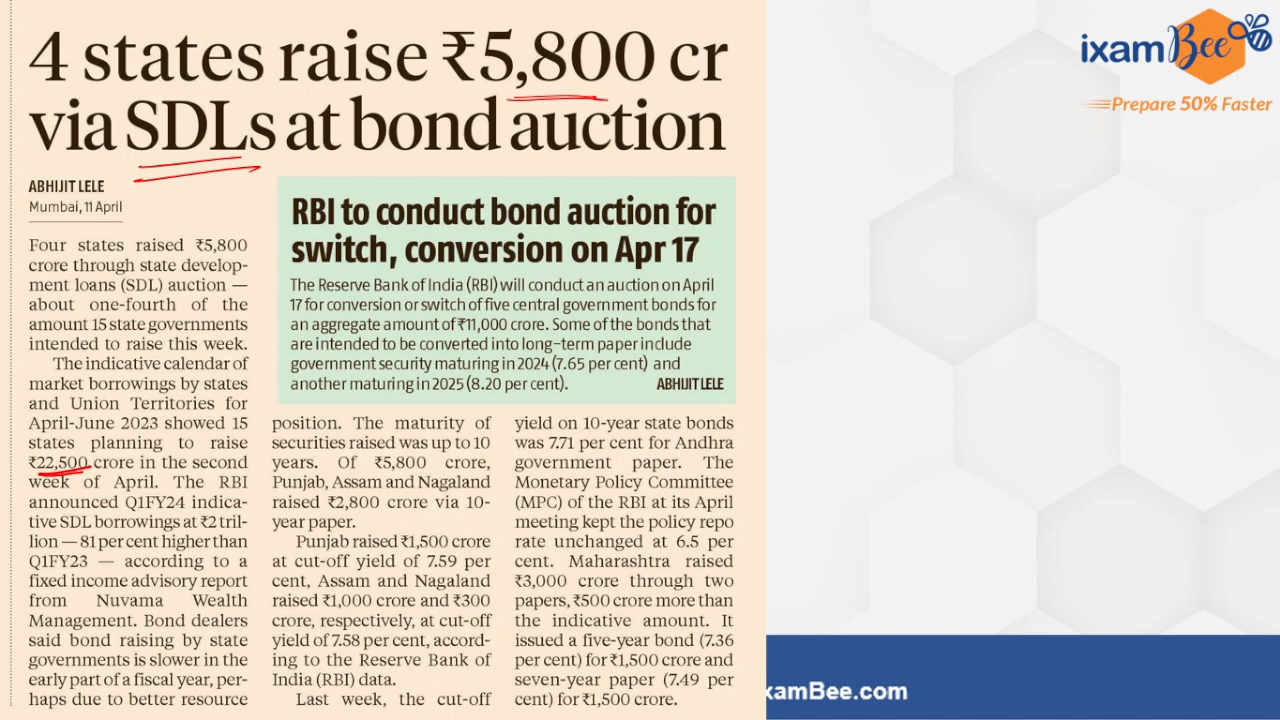 4 states raise ₹5,800 cr
via SDLs at bond auction
ABHIJIT LELE
Mumbai, 11 April
Four states raised ₹5,800
crore through state develop-
ment loans (SDL) auction —
about one-fourth of the
amount 15 state governments
intended to raise this week.
The indicative calendar of
market borrowings by states
and Union Territories for
April-June 2023 showed 15
states planning to raise
₹22,500 crore in the second
week of April. The RBI
announced Q1FY24 indica-
tive SDL borrowings at ₹2 tril-
lion — 81 per cent higher than
Q1FY23 — according to a
fixed income advisory report
from Nuvama Wealth
Management. Bond dealers
said bond raising by state
governments is slower in the
early part of a fiscal year, per-
haps due to better resource
RBI to conduct bond auction for
switch, conversion on Apr 17
The Reserve Bank of India (RBI) will conduct an auction on April
17 for conversion or switch of five central government bonds for
an aggregate amount of ₹11,000 crore. Some of the bonds that
are intended to be converted into long-term paper include
government security maturing in 2024 (7.65 per cent) and
another maturing in 2025 (8.20 per cent). ABHIJIT LELE
position. The maturity of
securities raised was up to 10
years. Of ₹5,800 crore,
Punjab, Assam and Nagaland
raised ₹2,800 crore via 10-
year paper.
Punjab raised ₹1,500 crore
at cut-off yield of 7.59 per
cent, Assam and Nagaland
raised ₹1,000 crore and ₹300
crore, respectively, at cut-off
yield of 7.58 per cent, accord-
ing to the Reserve Bank of
India (RBI) data.
Last week, the cut-off
yield on 10-year state bonds
was 7.71 per cent for Andhra
government paper. The
Monetary Policy Committee
(MPC) of the RBI at its April
meeting kept the policy repo
rate unchanged at 6.5 per
cent. Maharashtra raised
₹3,000 crore through two
papers, ₹500 crore more than
the indicative amount. It
issued a five-year bond (7.36
per cent) for ₹1,500 crore and
seven-year paper (7.49 per
cent) for ₹1,500 crore.
ixamBee
Prepare 50% Faster
xamBee.com